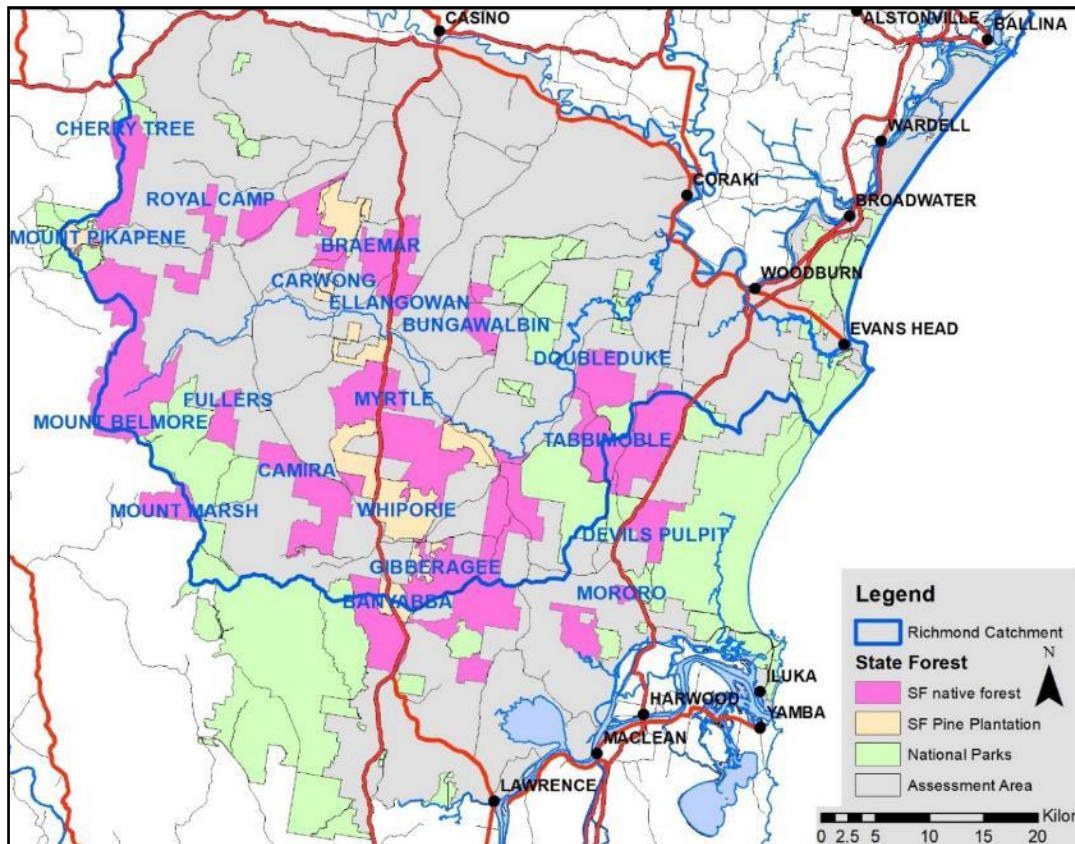 CASINO
ALSTONVILLE
BALLINA
CHERRY TREE
WARDELL
ROYAL CAMP
CORAKI
BROADWATER
MOUNT PIKAPENE
BRAEMAR
WOODBURN
CARWONG
ELLANGOWAN
BUNGAWALBIN
EVANS HEAD
DOUBLEDUKE
FULLERS
MYRTLE
MOUNT BELMORE
TABBIMOBLE
CAMIRA
MOUNT MARSH
WHIPORIE
DEVILS PULPIT
GIBBERAGEE
BANYABBA
MORORO
ILUKA
HARWOOD
YAMBA
MACLEAN
LAWRENCE
Legend
Richmond Catchment
State Forest
N
SF native forest
SF Pine Plantation
National Parks
Assessment Area
Kilon
0 2.5 5 10 15 20